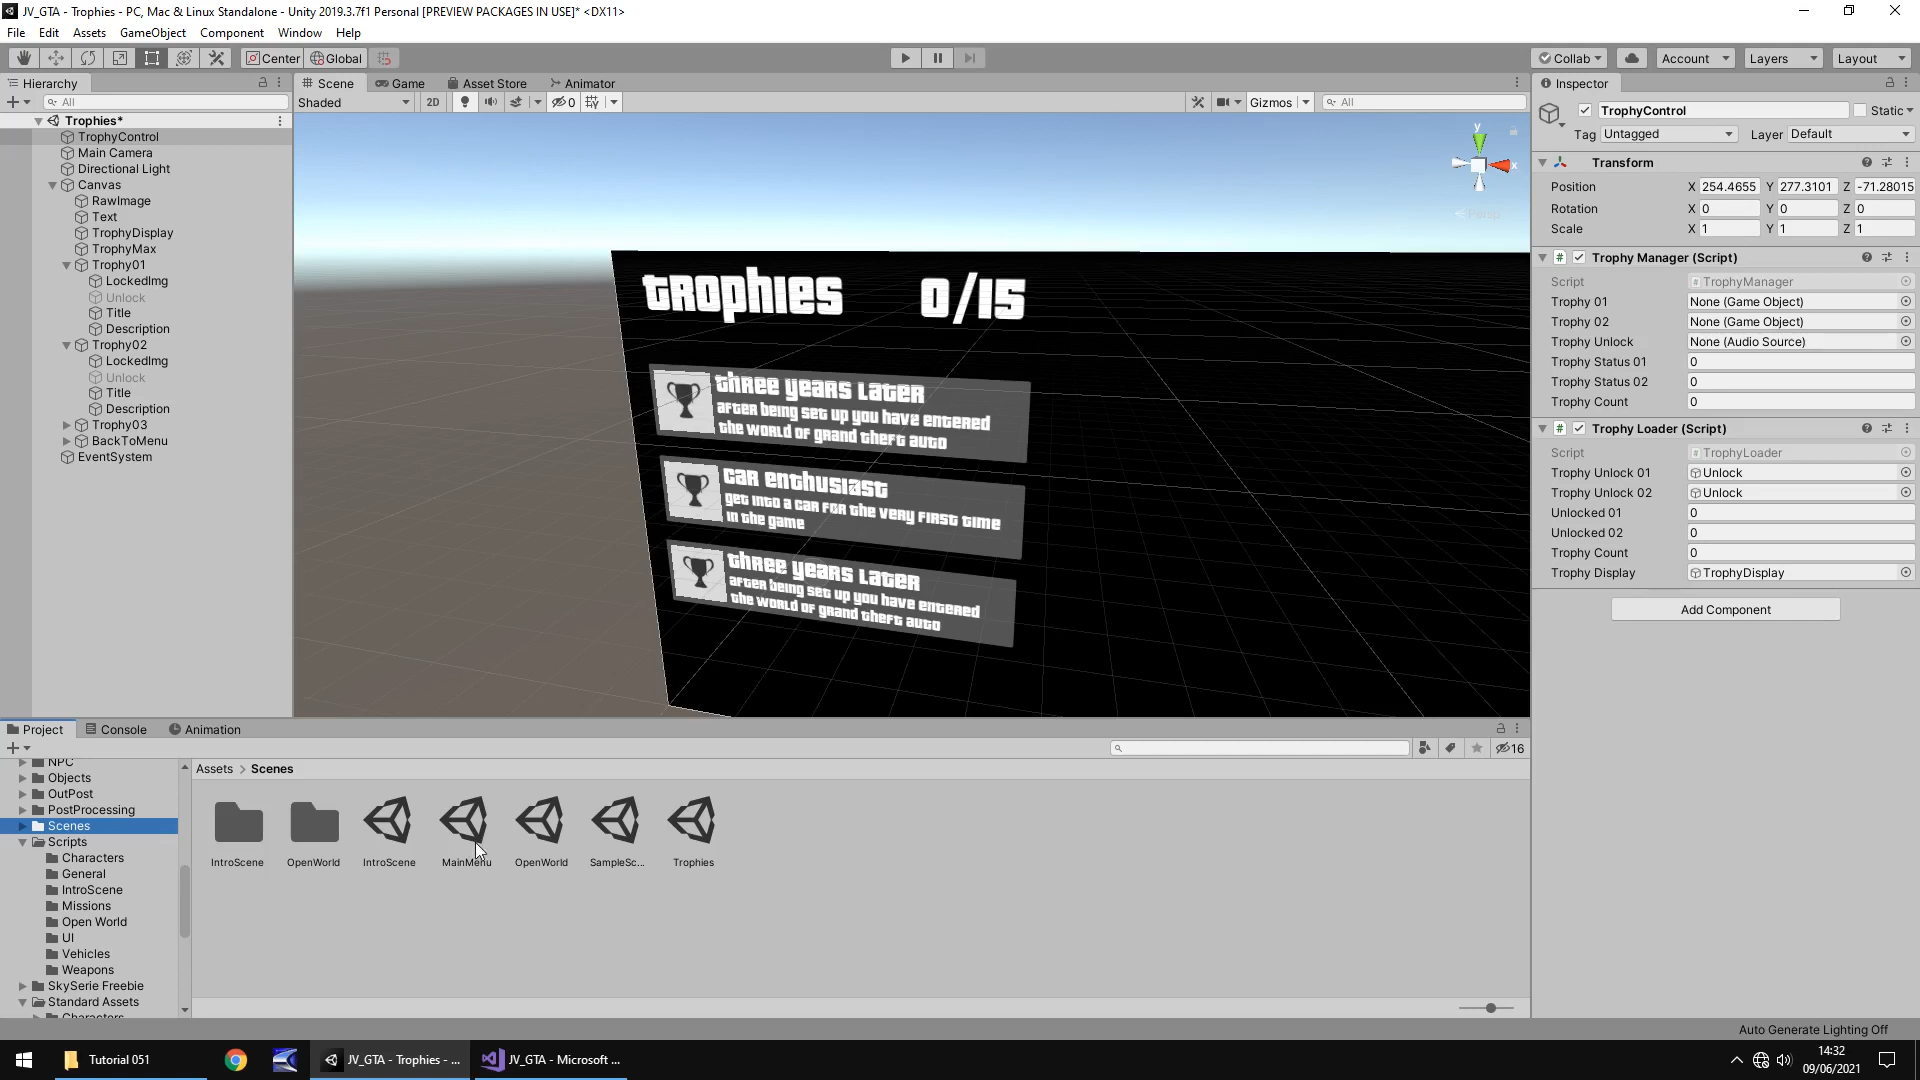 JV_GTA - Trophies - PC, Mac & Linux Standalone - Unity 2019.3.7f1 Personal [PREVIEW PACKAGES IN USE]* <DX11>
File Edit Assets GameObject Component Window Help
Center Global Collab Account Layers Layout
Hierarchy
All
Trophies*
TrophyControl
Main Camera
Directional Light
Canvas
RawImage
Text
TrophyDisplay
TrophyMax
Trophy01
LockedImg
Unlock
Title
Description
Trophy02
LockedImg
Unlock
Title
Description
Trophy03
BackToMenu
EventSystem
Scene Game Asset Store Animator
Shaded 2D 0 Gizmos All
y
x
Persp
trophies 0/15
three years later
after being set up you have entered
the world of grand theft auto
car enthusiast
get into a car for the very first time
in the game
three years later
after being set up you have entered
the world of grand theft auto
Inspector
TrophyControl Static
Tag Untagged Layer Default
Transform
Position X 254.4655 Y 277.3101 Z -71.28015
Rotation X 0 Y 0 Z 0
Scale X 1 Y 1 Z 1
Trophy Manager (Script)
Script TrophyManager
Trophy 01 None (Game Object)
Trophy 02 None (Game Object)
Trophy Unlock None (Audio Source)
Trophy Status 01 0
Trophy Status 02 0
Trophy Count 0
Trophy Loader (Script)
Script TrophyLoader
Trophy Unlock 01 Unlock
Trophy Unlock 02 Unlock
Unlocked 01 0
Unlocked 02 0
Trophy Count 0
Trophy Display TrophyDisplay
Add Component
Project Console Animation
16
NPC
Objects
OutPost
PostProcessing
Scenes
Scripts
Characters
General
IntroScene
Missions
Open World
UI
Vehicles
Weapons
SkySerie Freebie
Standard Assets
Characters
Assets > Scenes
IntroScene OpenWorld IntroScene MainMenu OpenWorld SampleSc... Trophies
Auto Generate Lighting Off
Tutorial 051
JV_GTA - Trophies - ...
JV_GTA - Microsoft ...
14:32
09/06/2021